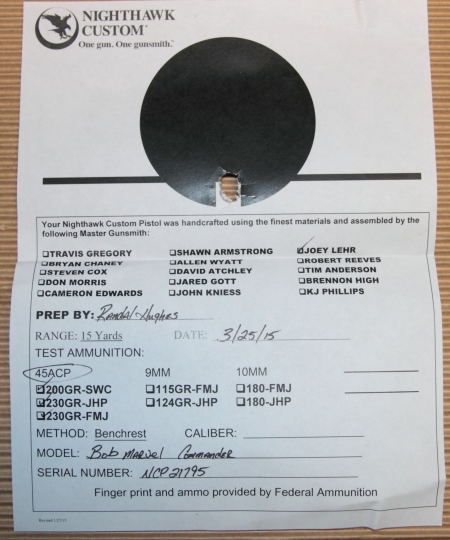 NIGHTHAWK
CUSTOM®
One gun. One gunsmith.™
Your Nighthawk Custom Pistol was handcrafted using the finest materials and assembled by the
following Master Gunsmith:
❑TRAVIS GREGORY ❑SHAWN ARMSTRONG ☑JOEY LEHR
❑BRYAN CHANEY ❑ALLEN WYATT ❑ROBERT REEVES
❑STEVEN COX ❑DAVID ATCHLEY ❑TIM ANDERSON
❑DON MORRIS ❑JARED GOTT ❑BRENNON HIGH
❑CAMERON EDWARDS ❑JOHN KNIESS ❑KJ PHILLIPS
PREP BY: Randal Hughes
RANGE: 15 Yards DATE: 3/25/15
TEST AMMUNITION:
45ACP 9MM 10MM
☑200GR-SWC ❑115GR-FMJ ❑180-FMJ
❑230GR-JHP ❑124GR-JHP ❑180-JHP
❑230GR-FMJ
METHOD: Benchrest CALIBER:
MODEL: Bob Marvel Commander
SERIAL NUMBER: NCP21795
Finger print and ammo provided by Federal Ammunition